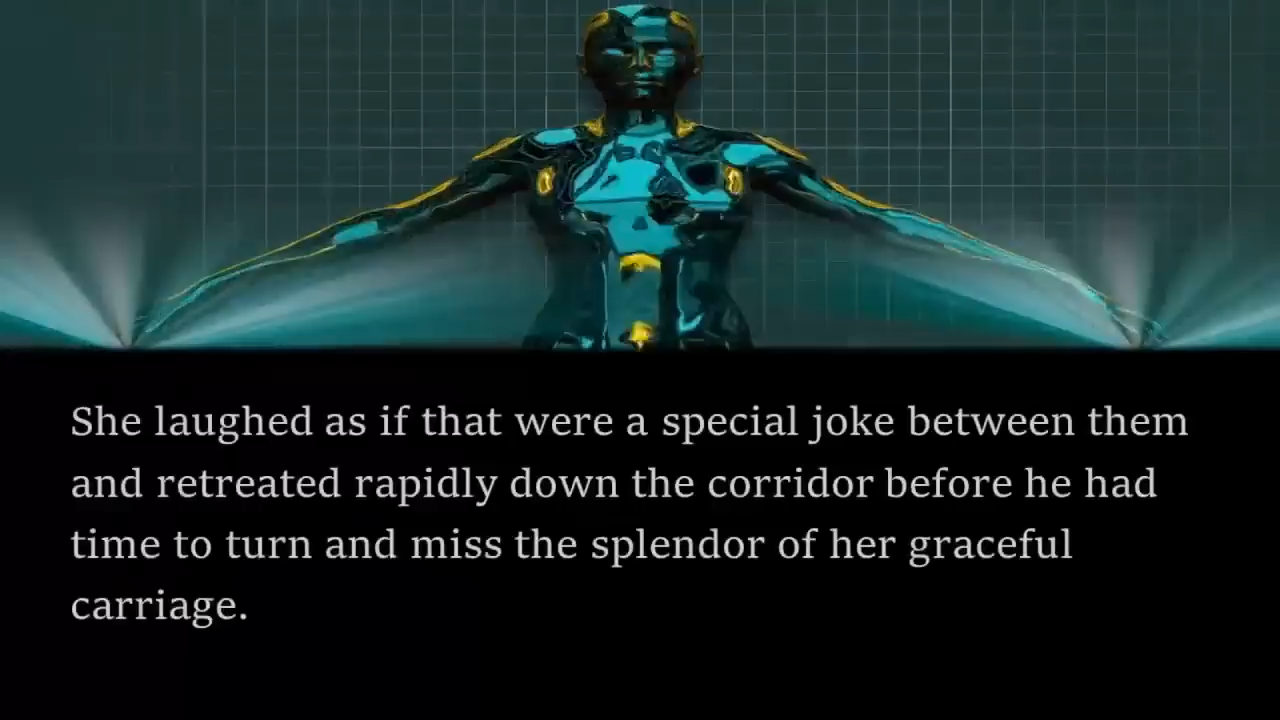 She laughed as if that were a special joke between them
and retreated rapidly down the corridor before he had
time to turn and miss the splendor of her graceful
carriage.